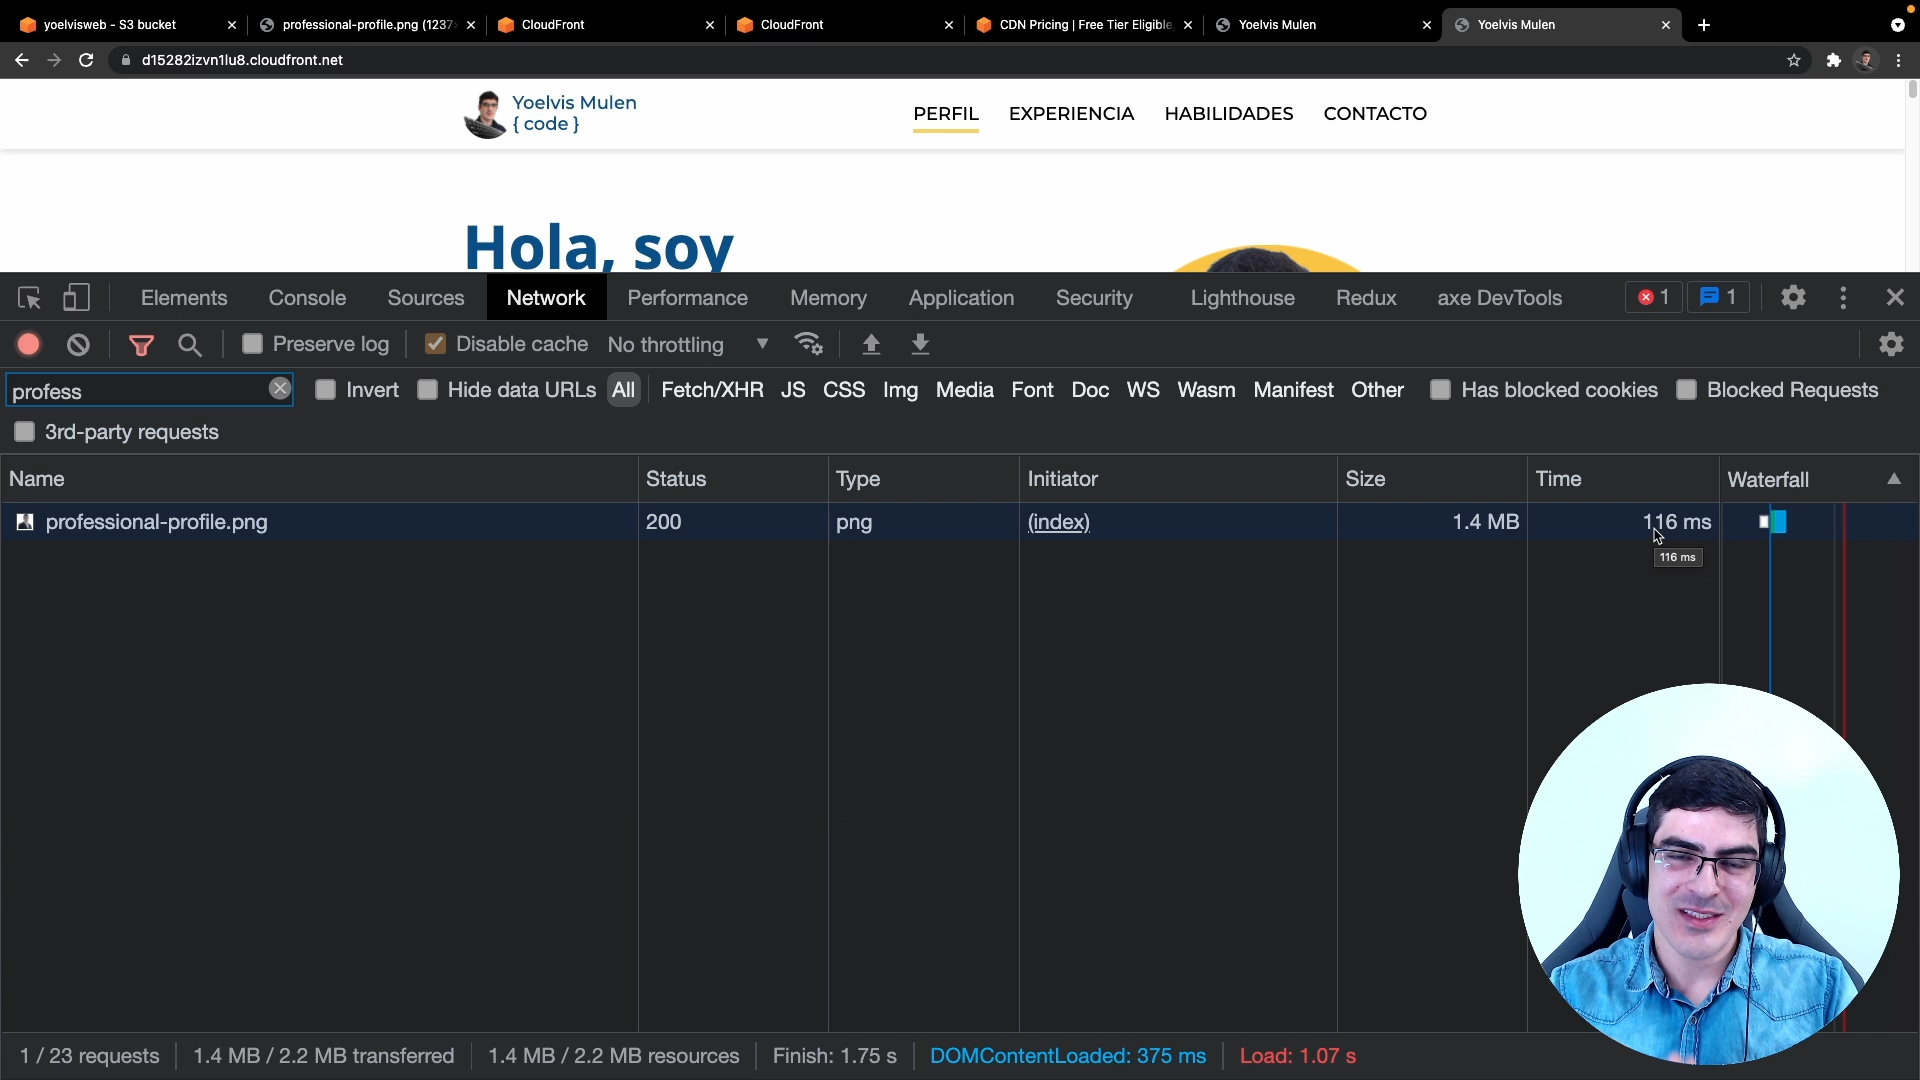 yoelvisweb - S3 bucket
professional-profile.png (1237
CloudFront
CloudFront
CDN Pricing | Free Tier Eligible,
Yoelvis Mulen
Yoelvis Mulen
d15282izvn1lu8.cloudfront.net
Yoelvis Mulen
{ code }
PERFIL EXPERIENCIA HABILIDADES CONTACTO
Hola, soy
Elements Console Sources Network Performance Memory Application Security Lighthouse Redux axe DevTools 1 1
Preserve log Disable cache No throttling
profess Invert Hide data URLs All Fetch/XHR JS CSS Img Media Font Doc WS Wasm Manifest Other Has blocked cookies Blocked Requests
3rd-party requests
Name Status Type Initiator Size Time Waterfall
professional-profile.png 200 png (index) 1.4 MB 116 ms
116 ms
1 / 23 requests 1.4 MB / 2.2 MB transferred 1.4 MB / 2.2 MB resources Finish: 1.75 s DOMContentLoaded: 375 ms Load: 1.07 s